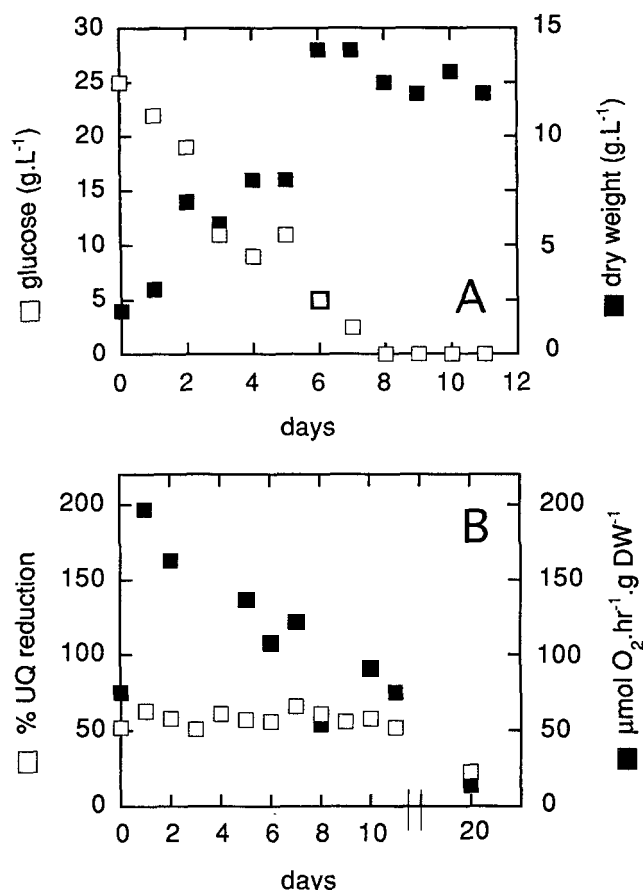 30
25
20
15
10
5
0
15
10
5
0
□ glucose (g.L⁻¹)
■ dry weight (g.L⁻¹)
A
0 2 4 6 8 10 12
days
200
150
100
50
0
200
150
100
50
0
□ % UQ reduction
■ µmol O₂.hr⁻¹.g DW⁻¹
B
0 2 4 6 8 10 20
days